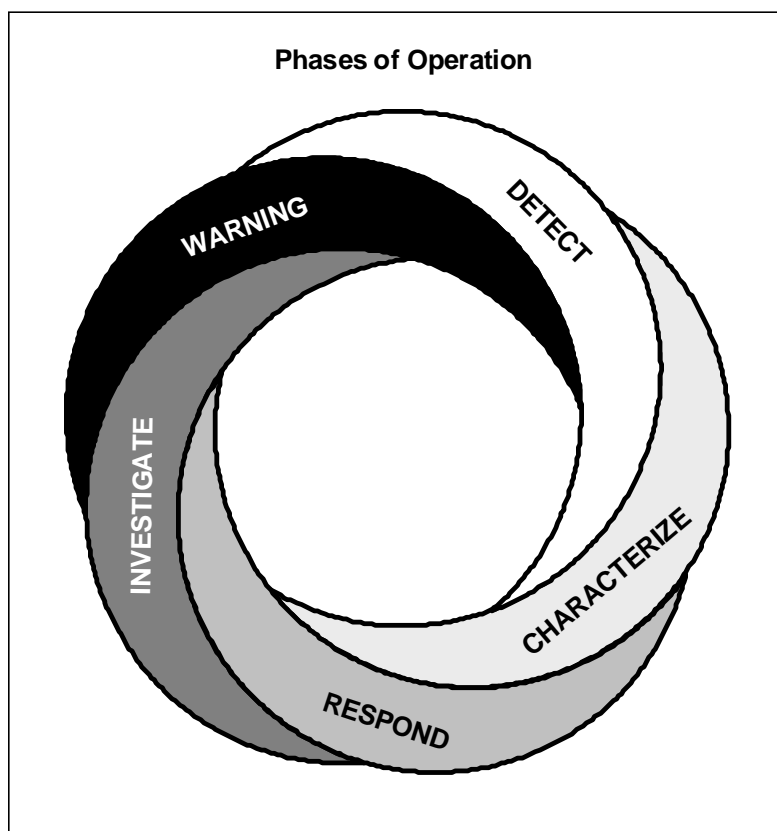 Phases of Operation
WARNING
DETECT
CHARACTERIZE
RESPOND
INVESTIGATE